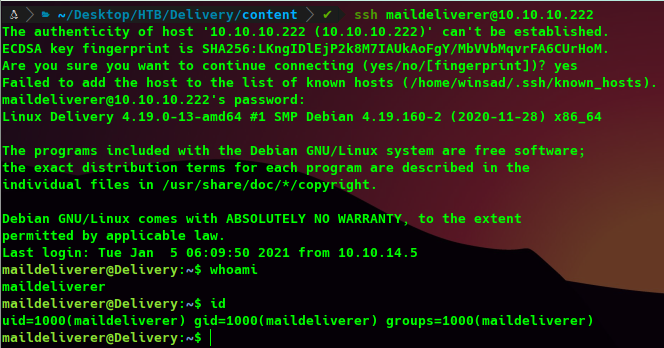 ~/Desktop/HTB/Delivery/content ✔ ssh maildeliverer@10.10.10.222
The authenticity of host '10.10.10.222 (10.10.10.222)' can't be established.
ECDSA key fingerprint is SHA256:LKngIDlEjP2k8M7IAUkAoFgY/MbVVbMqvrFA6CUrHoM.
Are you sure you want to continue connecting (yes/no/[fingerprint])? yes
Failed to add the host to the list of known hosts (/home/winsad/.ssh/known_hosts).
maildeliverer@10.10.10.222's password:
Linux Delivery 4.19.0-13-amd64 #1 SMP Debian 4.19.160-2 (2020-11-28) x86_64
The programs included with the Debian GNU/Linux system are free software;
the exact distribution terms for each program are described in the
individual files in /usr/share/doc/*/copyright.
Debian GNU/Linux comes with ABSOLUTELY NO WARRANTY, to the extent
permitted by applicable law.
Last login: Tue Jan  5 06:09:50 2021 from 10.10.14.5
maildeliverer@Delivery:~$ whoami
maildeliverer
maildeliverer@Delivery:~$ id
uid=1000(maildeliverer) gid=1000(maildeliverer) groups=1000(maildeliverer)
maildeliverer@Delivery:~$